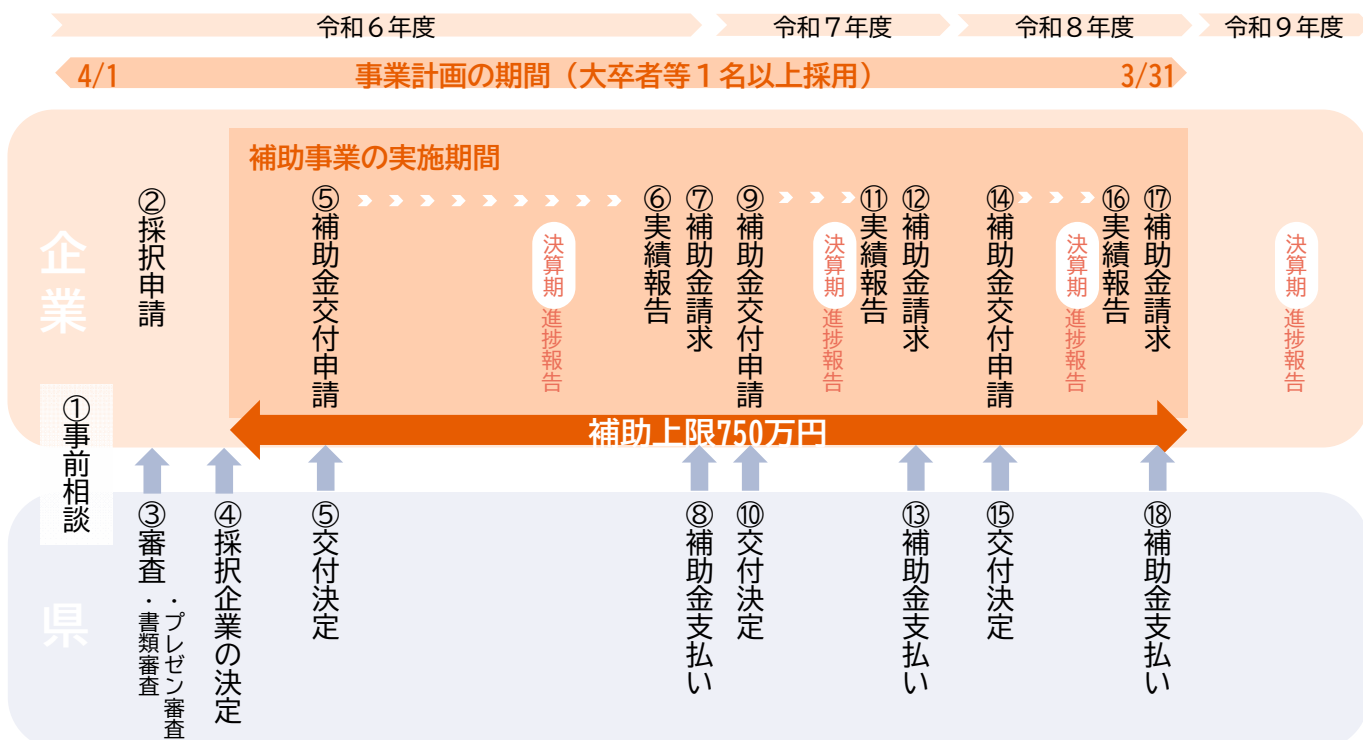 令和６年度
令和７年度
令和８年度
令和９年度
4/1
事業計画の期間（大卒者等１名以上採用）
3/31
補助事業の実施期間
企業
①事前相談
②採択申請
⑤補助金交付申請
決算期
進捗報告
⑥実績報告
⑦補助金請求
⑨補助金交付申請
決算期
進捗報告
⑪実績報告
⑫補助金請求
⑭補助金交付申請
決算期
進捗報告
⑯実績報告
⑰補助金請求
決算期
進捗報告
補助上限750万円
県
③審査
・プレゼン審査
・書類審査
④採択企業の決定
⑤交付決定
⑧補助金支払い
⑩交付決定
⑬補助金支払い
⑮交付決定
⑱補助金支払い